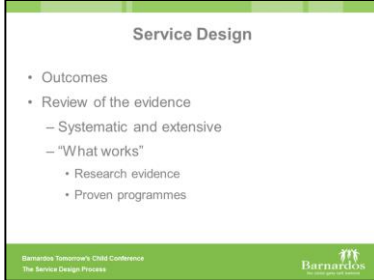 Service Design
• Outcomes
• Review of the evidence
– Systematic and extensive
– “What works”
• Research evidence
• Proven programmes
Barnardos Tomorrow's Child Conference
The Service Design Process
Barnardos